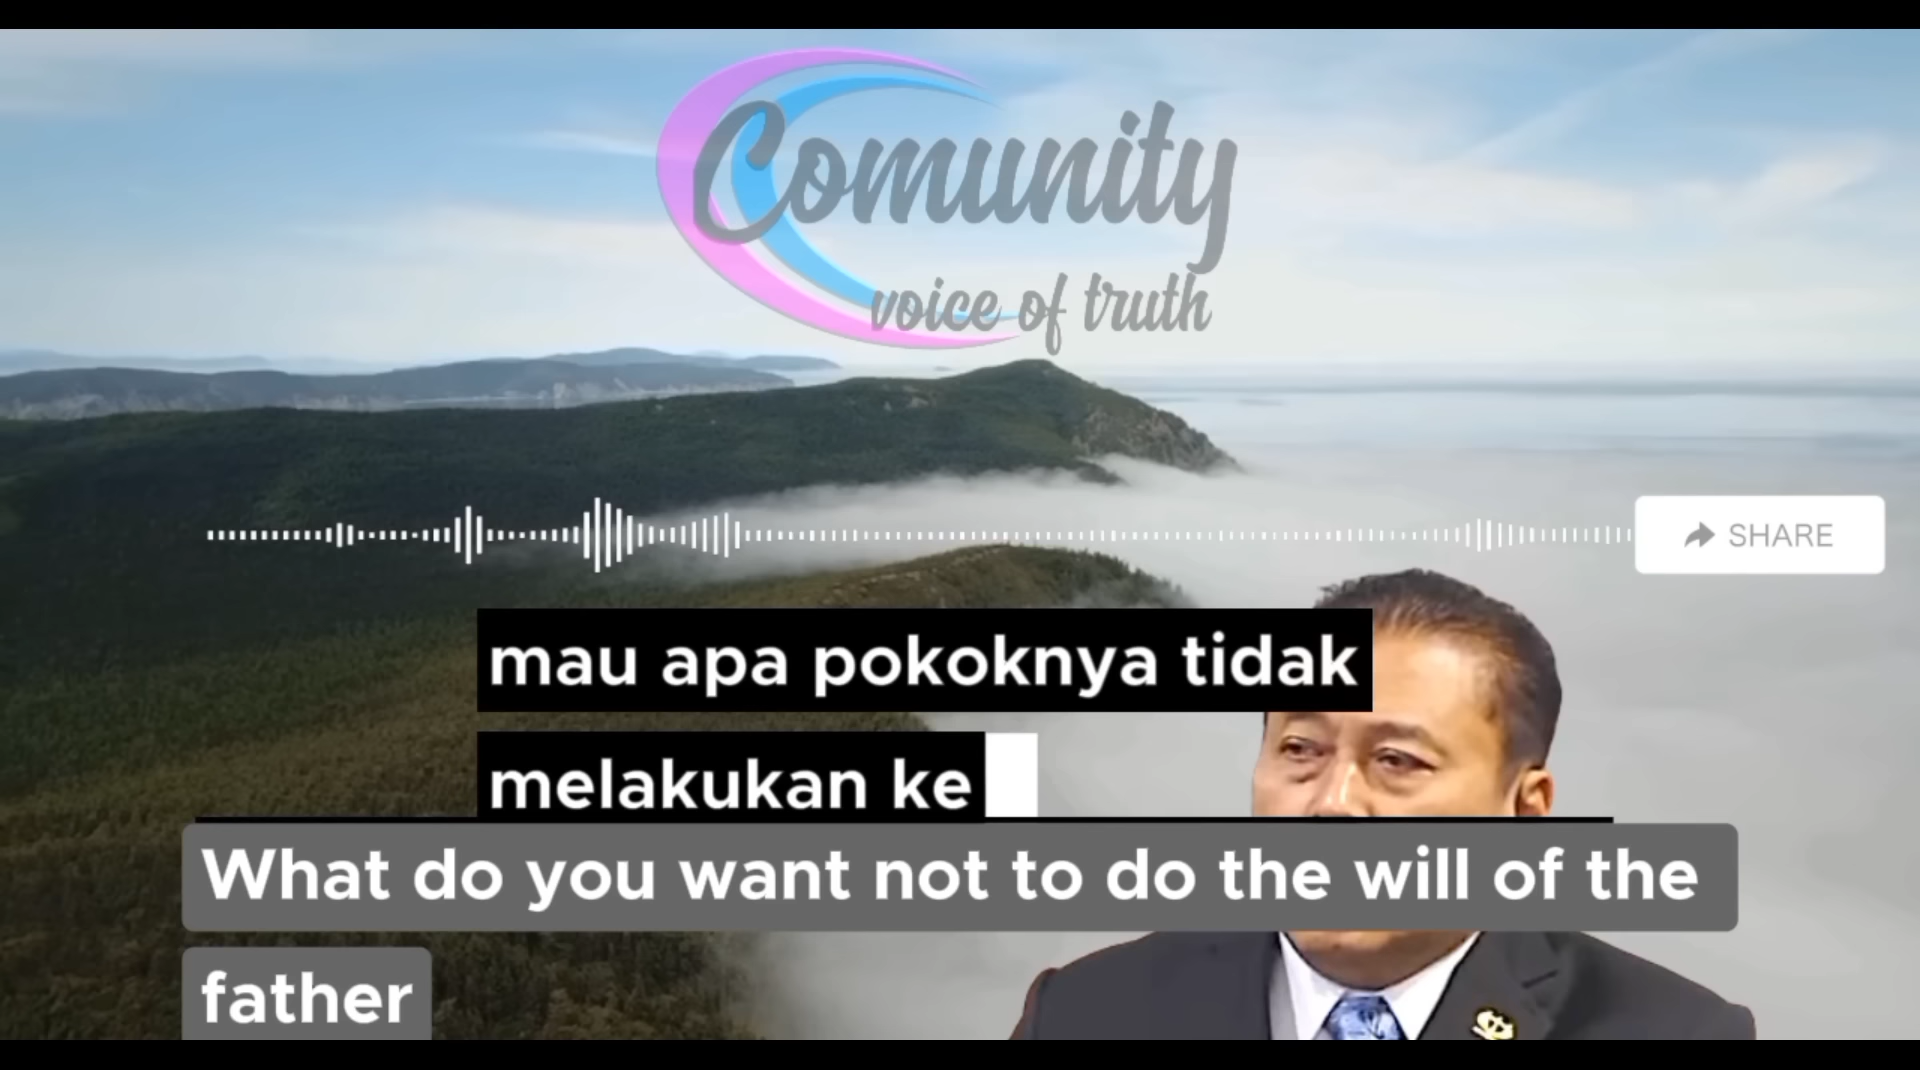 Comunity
voice of truth
SHARE
mau apa pokoknya tidak
melakukan ke
What do you want not to do the will of the
father